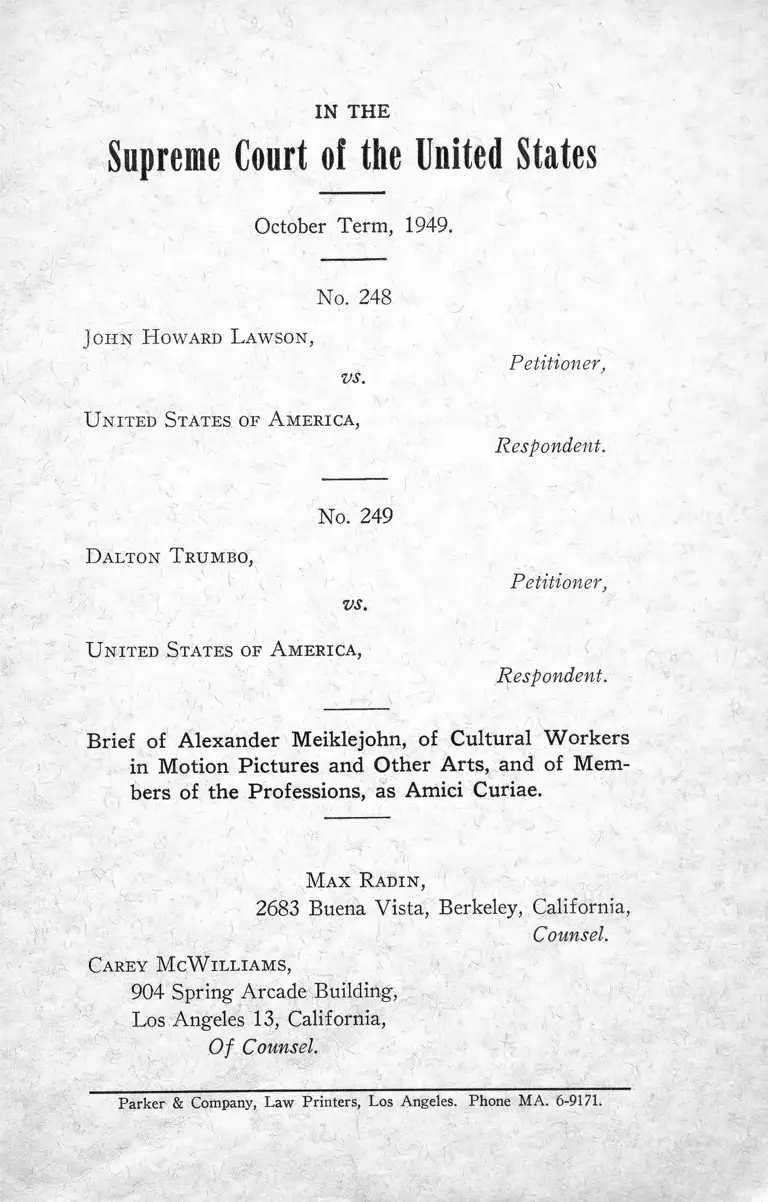 IN THE
Supreme Court of the United States
October Term, 1949.
No. 248
John Howard Lawson,
Petitioner,
vs.
United States of America,
Respondent.
No. 249
Dalton Trumbo,
Petitioner,
vs.
United States of America,
Respondent.
Brief of Alexander Meiklejohn, of Cultural Workers
in Motion Pictures and Other Arts, and of Mem-
bers of the Professions, as Amici Curiae.
Max Radin,
2683 Buena Vista, Berkeley, California,
Counsel.
Carey McWilliams,
904 Spring Arcade Building,
Los Angeles 13, California,
Of Counsel.
Parker & Company, Law Printers, Los Angeles. Phone MA. 6-9171.